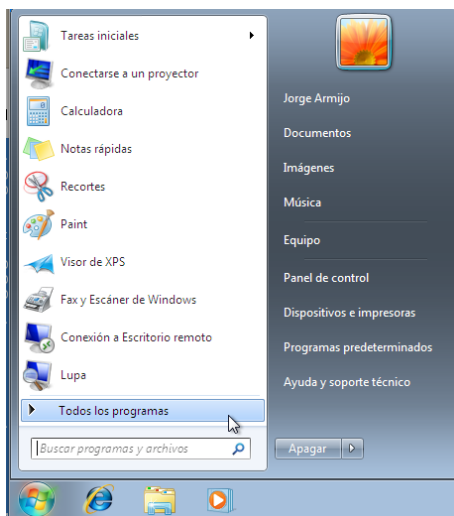 Tareas iniciales
Conectarse a un proyector
Calculadora
Notas rápidas
Recortes
Paint
Visor de XPS
Fax y Escáner de Windows
Conexión a Escritorio remoto
Lupa
Todos los programas
Buscar programas y archivos
Jorge Armijo
Documentos
Imágenes
Música
Equipo
Panel de control
Dispositivos e impresoras
Programas predeterminados
Ayuda y soporte técnico
Apagar